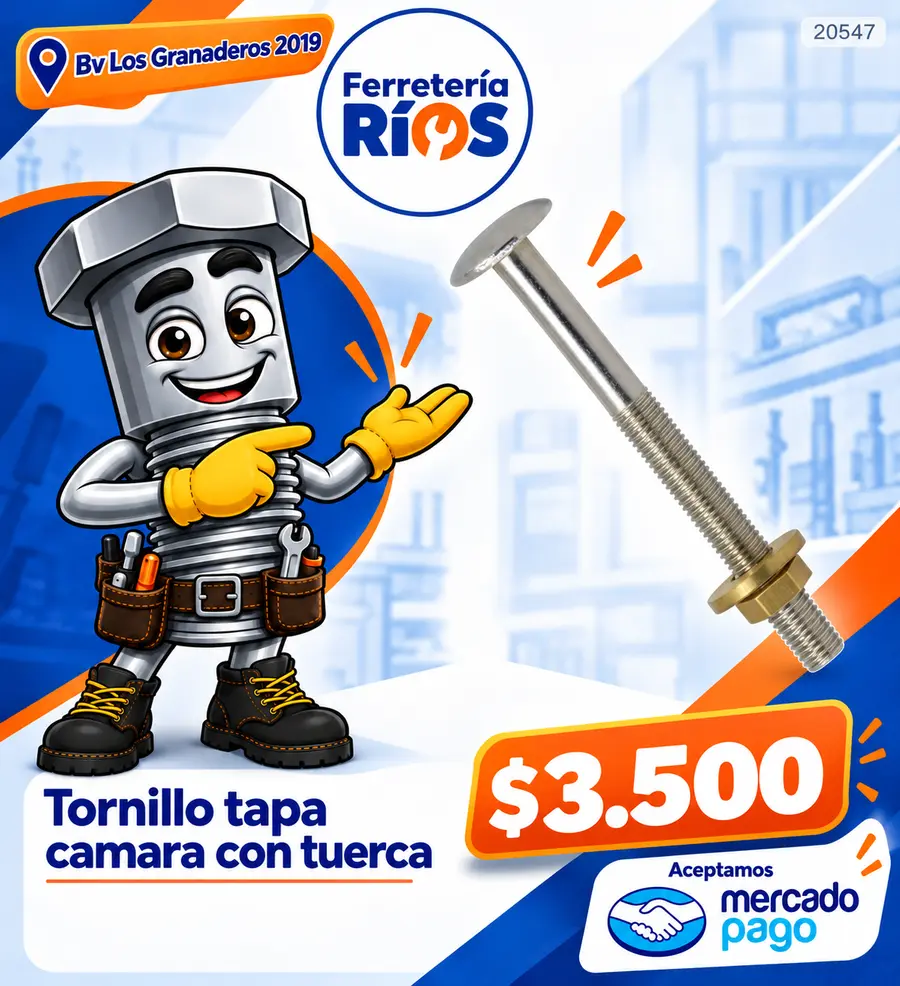 Bv Los Granaderos 2019
20547
Ferretería
RíOS
Tornillo tapa
camara con tuerca
$3.500
Aceptamos
mercado
pago